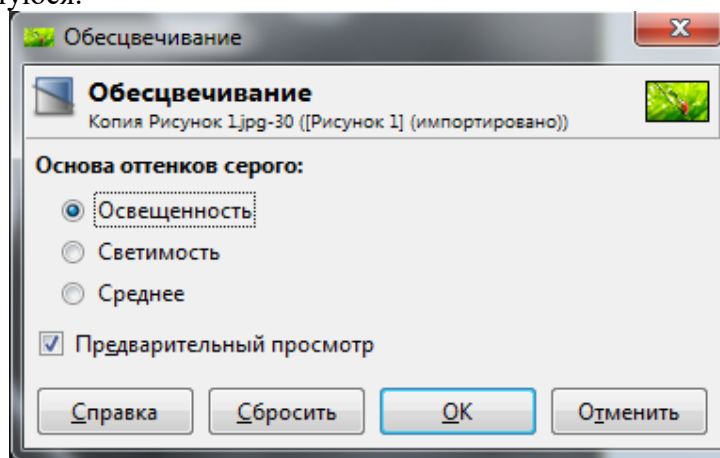 Обесцвечивание
Обесцвечивание
Копия Рисунок 1.jpg-30 ([Рисунок 1] (импортировано))
Основа оттенков серого:
Освещенность
Светимость
Среднее
Предварительный просмотр
Справка Сбросить OK Отменить